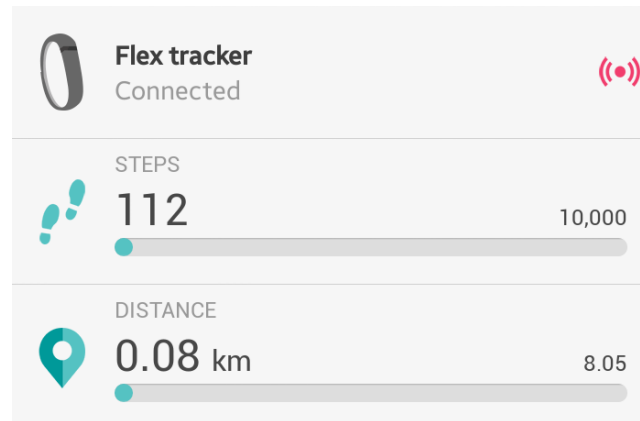 Flex tracker
Connected
STEPS
112
10,000
DISTANCE
0.08 km
8.05